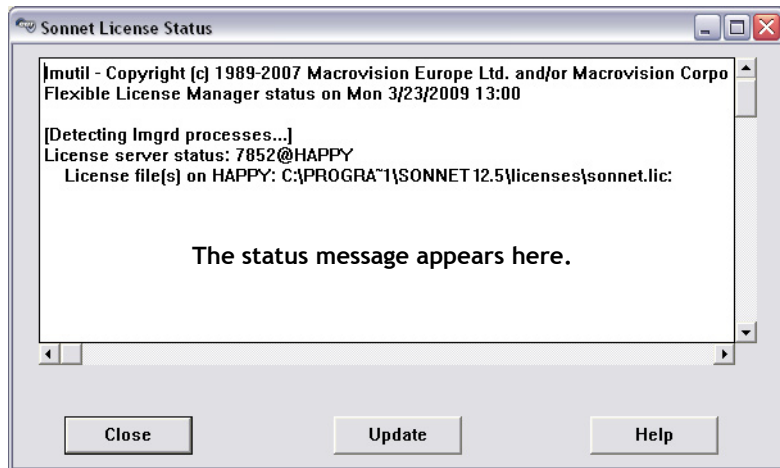 Sonnet License Status
lmutil - Copyright (c) 1989-2007 Macrovision Europe Ltd. and/or Macrovision Corpo
Flexible License Manager status on Mon 3/23/2009 13:00
[Detecting lmgrd processes...]
License server status: 7852@HAPPY
License file(s) on HAPPY: C:\PROGRA~1\SONNET12.5\licenses\sonnet.lic:
The status message appears here.
Close
Update
Help